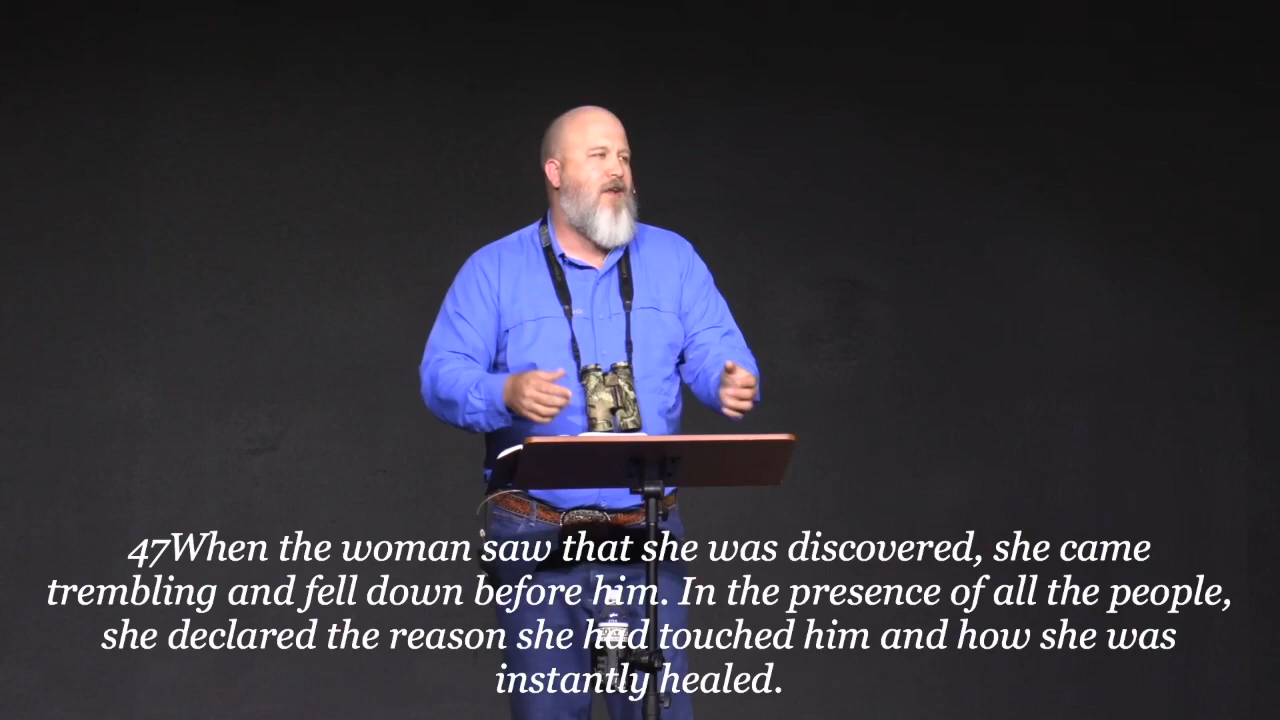 47When the woman saw that she was discovered, she came
trembling and fell down before him. In the presence of all the people,
she declared the reason she had touched him and how she was
instantly healed.